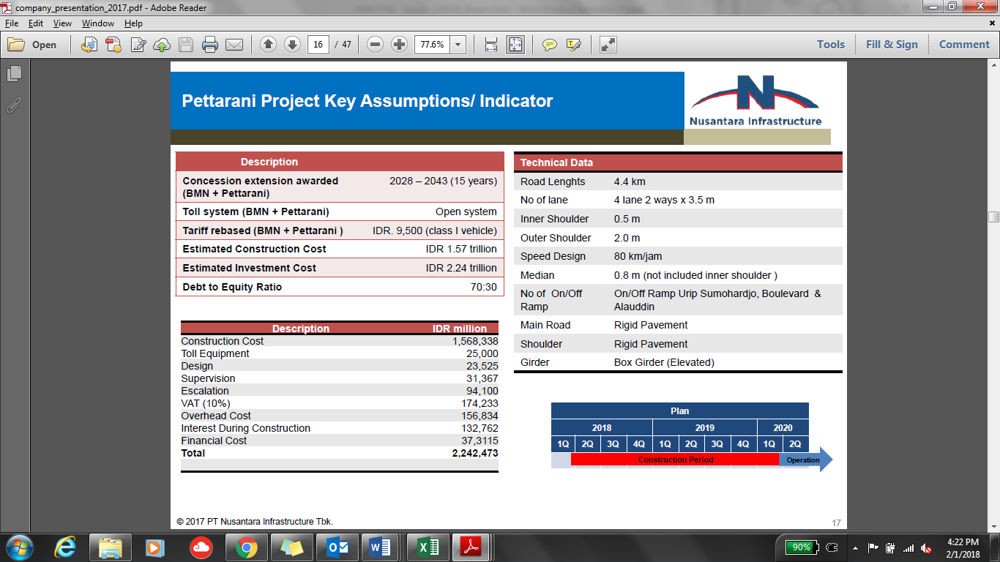 company_presentation_2017.pdf - Adobe Reader
File Edit View Window Help
Open 16 / 47 77.6% Tools Fill & Sign Comment
Pettarani Project Key Assumptions/ Indicator
N
Nusantara Infrastructure
Description
Concession extension awarded 2028 – 2043 (15 years)
(BMN + Pettarani)
Toll system (BMN + Pettarani) Open system
Tariff rebased (BMN + Pettarani ) IDR. 9,500 (class I vehicle)
Estimated Construction Cost IDR 1.57 trillion
Estimated Investment Cost IDR 2.24 trillion
Debt to Equity Ratio 70:30
Description IDR million
Construction Cost 1,568,338
Toll Equipment 25,000
Design 23,525
Supervision 31,367
Escalation 94,100
VAT (10%) 174,233
Overhead Cost 156,834
Interest During Construction 132,762
Financial Cost 37,3115
Total 2,242,473
Technical Data
Road Lenghts 4.4 km
No of lane 4 lane 2 ways x 3.5 m
Inner Shoulder 0.5 m
Outer Shoulder 2.0 m
Speed Design 80 km/jam
Median 0.8 m (not included inner shoulder )
No of On/Off On/Off Ramp Urip Sumohardjo, Boulevard &
Ramp Alauddin
Main Road Rigid Pavement
Shoulder Rigid Pavement
Girder Box Girder (Elevated)
Plan
2018 2019 2020
1Q 2Q 3Q 4Q 1Q 2Q 3Q 4Q 1Q 2Q
Construction Period Operation
© 2017 PT Nusantara Infrastructure Tbk.
17
90%
4:22 PM
2/1/2018